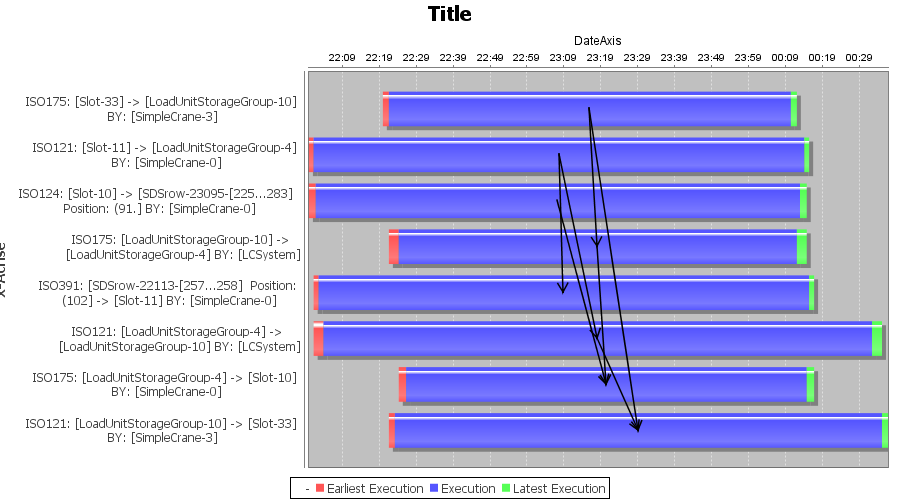 Title
DateAxis
22:09 22:19 22:29 22:39 22:49 22:59 23:09 23:19 23:29 23:39 23:49 23:59 00:09 00:19 00:29
ISO175: [Slot-33] -> [LoadUnitStorageGroup-10]
BY: [SimpleCrane-3]
ISO121: [Slot-11] -> [LoadUnitStorageGroup-4]
BY: [SimpleCrane-0]
ISO124: [Slot-10] -> [SDSrow-23095-[225...283]
Position: (91.] BY: [SimpleCrane-0]
ISO175: [LoadUnitStorageGroup-10] ->
[LoadUnitStorageGroup-4] BY: [LCSystem]
ISO391: [SDSrow-22113-[257...258] Position:
(102) -> [Slot-11] BY: [SimpleCrane-0]
ISO121: [LoadUnitStorageGroup-4] ->
[LoadUnitStorageGroup-10] BY: [LCSystem]
ISO175: [LoadUnitStorageGroup-4] -> [Slot-10]
BY: [SimpleCrane-0]
ISO121: [LoadUnitStorageGroup-10] -> [Slot-33]
BY: [SimpleCrane-3]
- Earliest Execution Execution Latest Execution